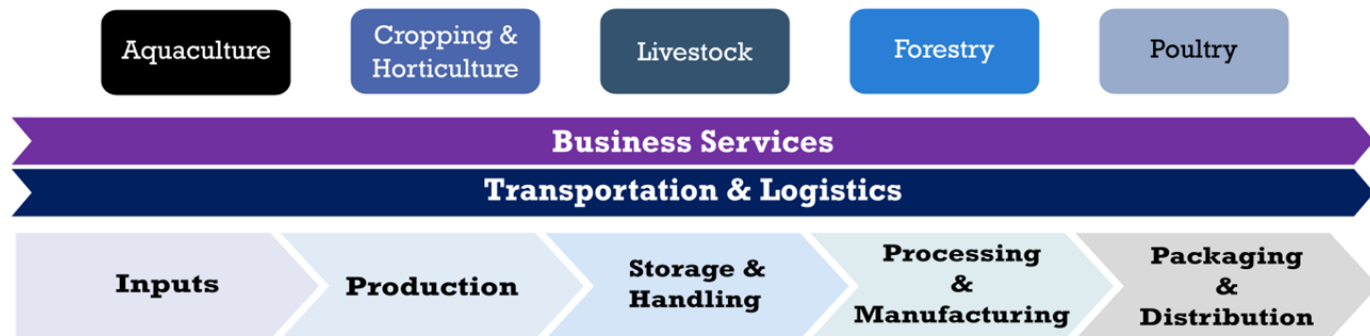 Aquaculture
Cropping &
Horticulture
Livestock
Forestry
Poultry
Business Services
Transportation & Logistics
Inputs
Production
Storage &
Handling
Processing
&
Manufacturing
Packaging
&
Distribution